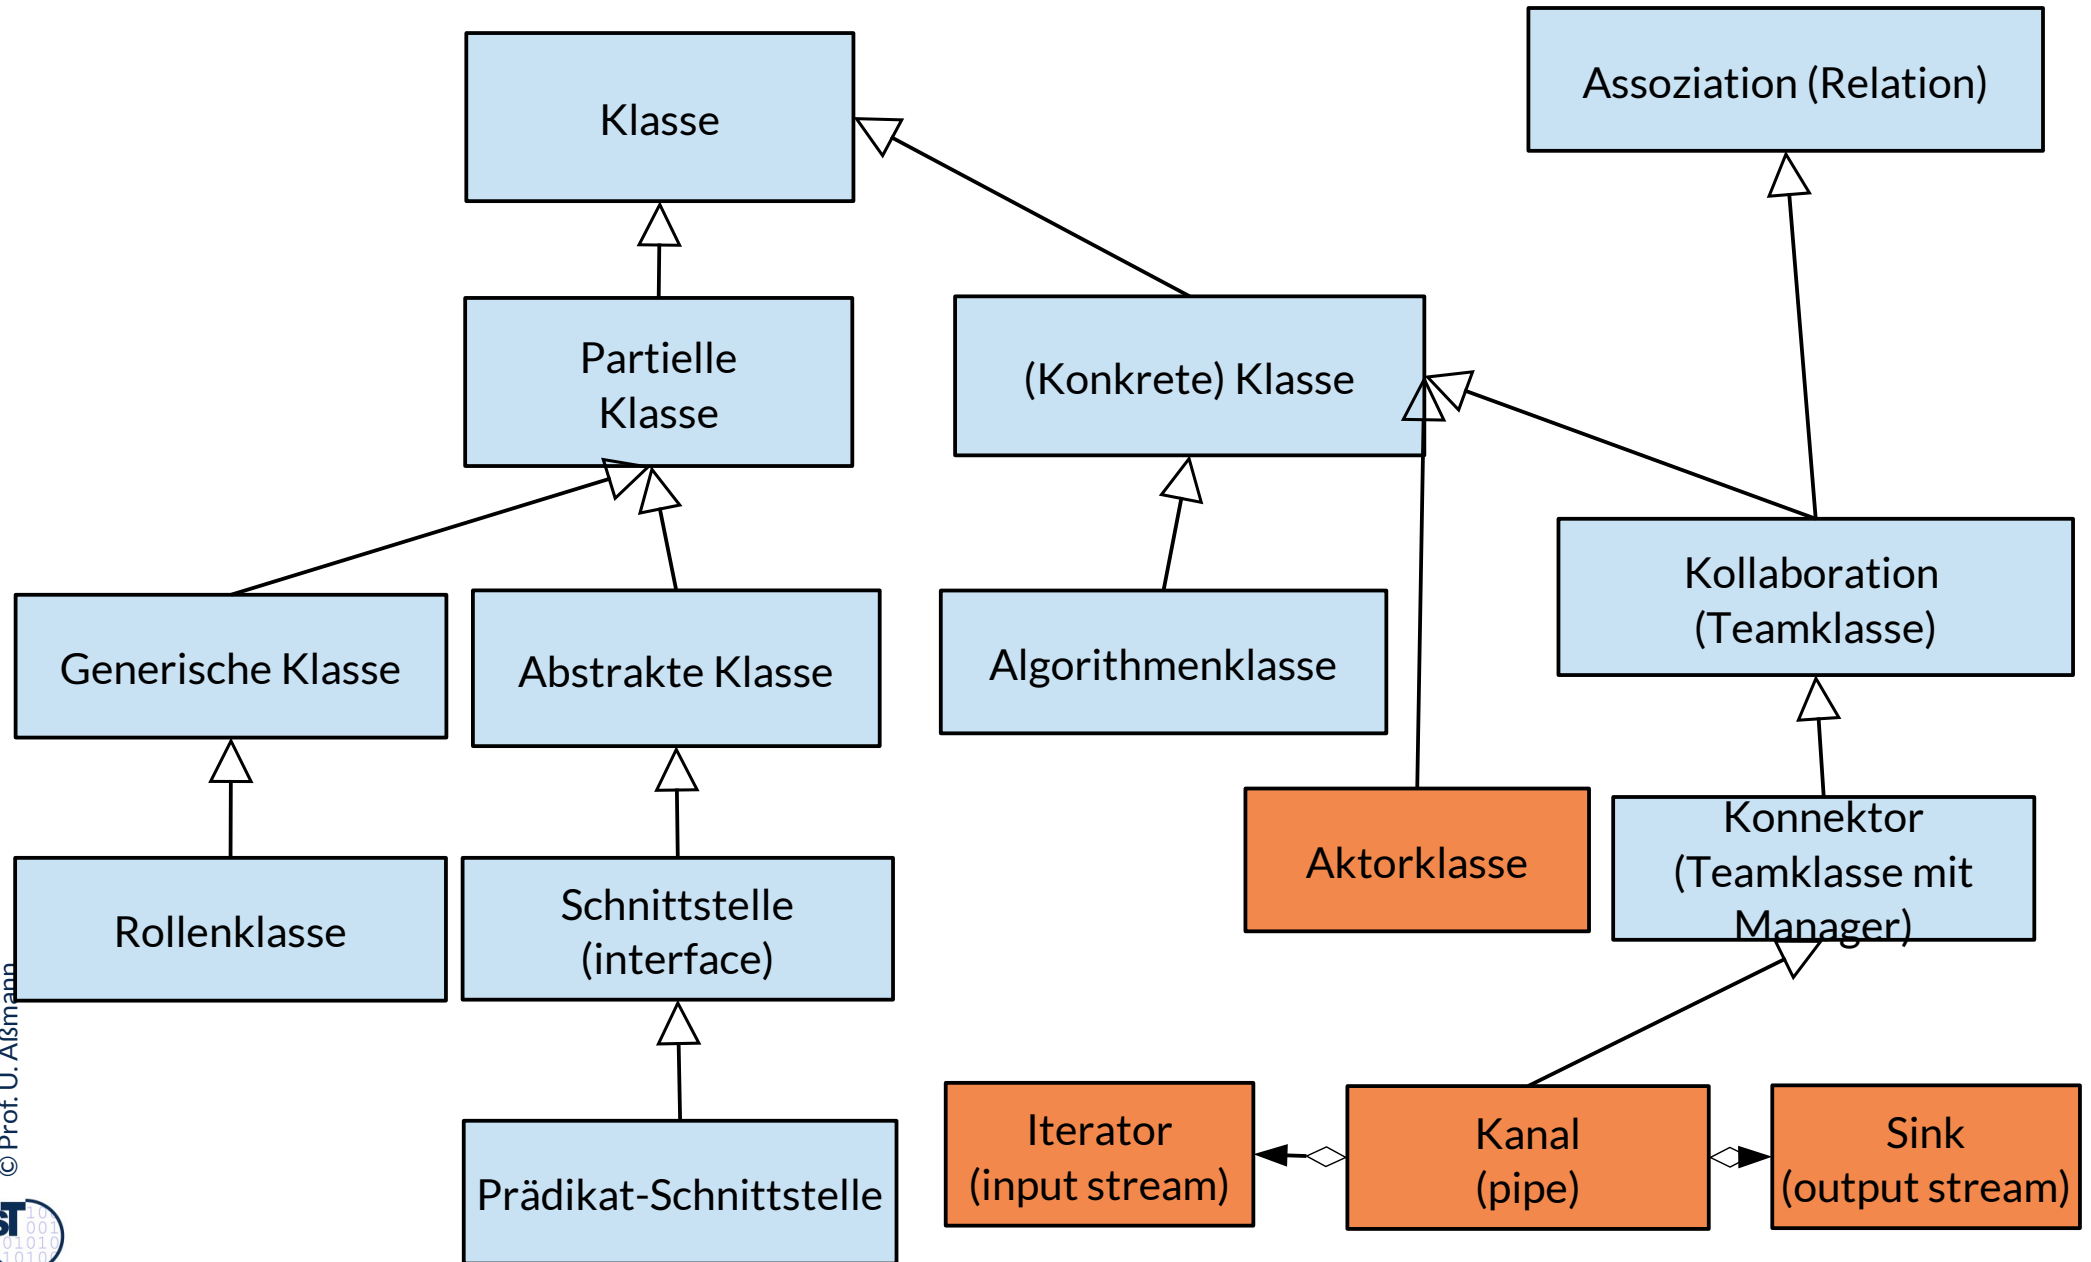 Klasse
Assoziation (Relation)
Partielle
Klasse
(Konkrete) Klasse
Generische Klasse
Abstrakte Klasse
Algorithmenklasse
Kollaboration
(Teamklasse)
Rollenklasse
Schnittstelle
(interface)
Aktorklasse
Konnektor
(Teamklasse mit
Manager)
Prädikat-Schnittstelle
Iterator
(input stream)
Kanal
(pipe)
Sink
(output stream)
© Prof. U. Aßmann